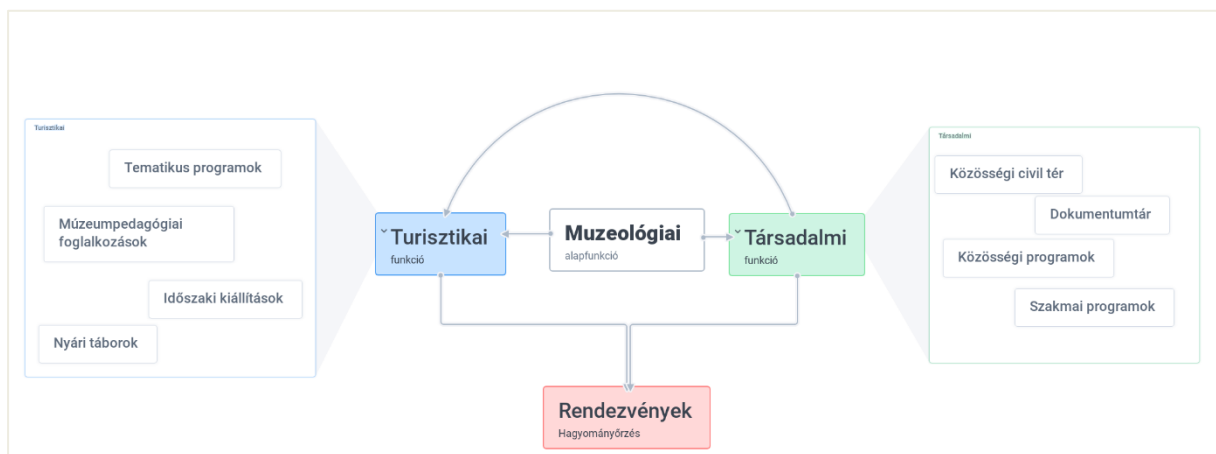 Turisztikai
Tematikus programok
Múzeumpedagógiai
foglalkozások
Időszaki kiállítások
Nyári táborok
Turisztikai
funkció
Muzeológiai
alapfunkció
Társadalmi
funkció
Társadalmi
Közösségi civil tér
Dokumentumtár
Közösségi programok
Szakmai programok
Rendezvények
Hagyományőrzés